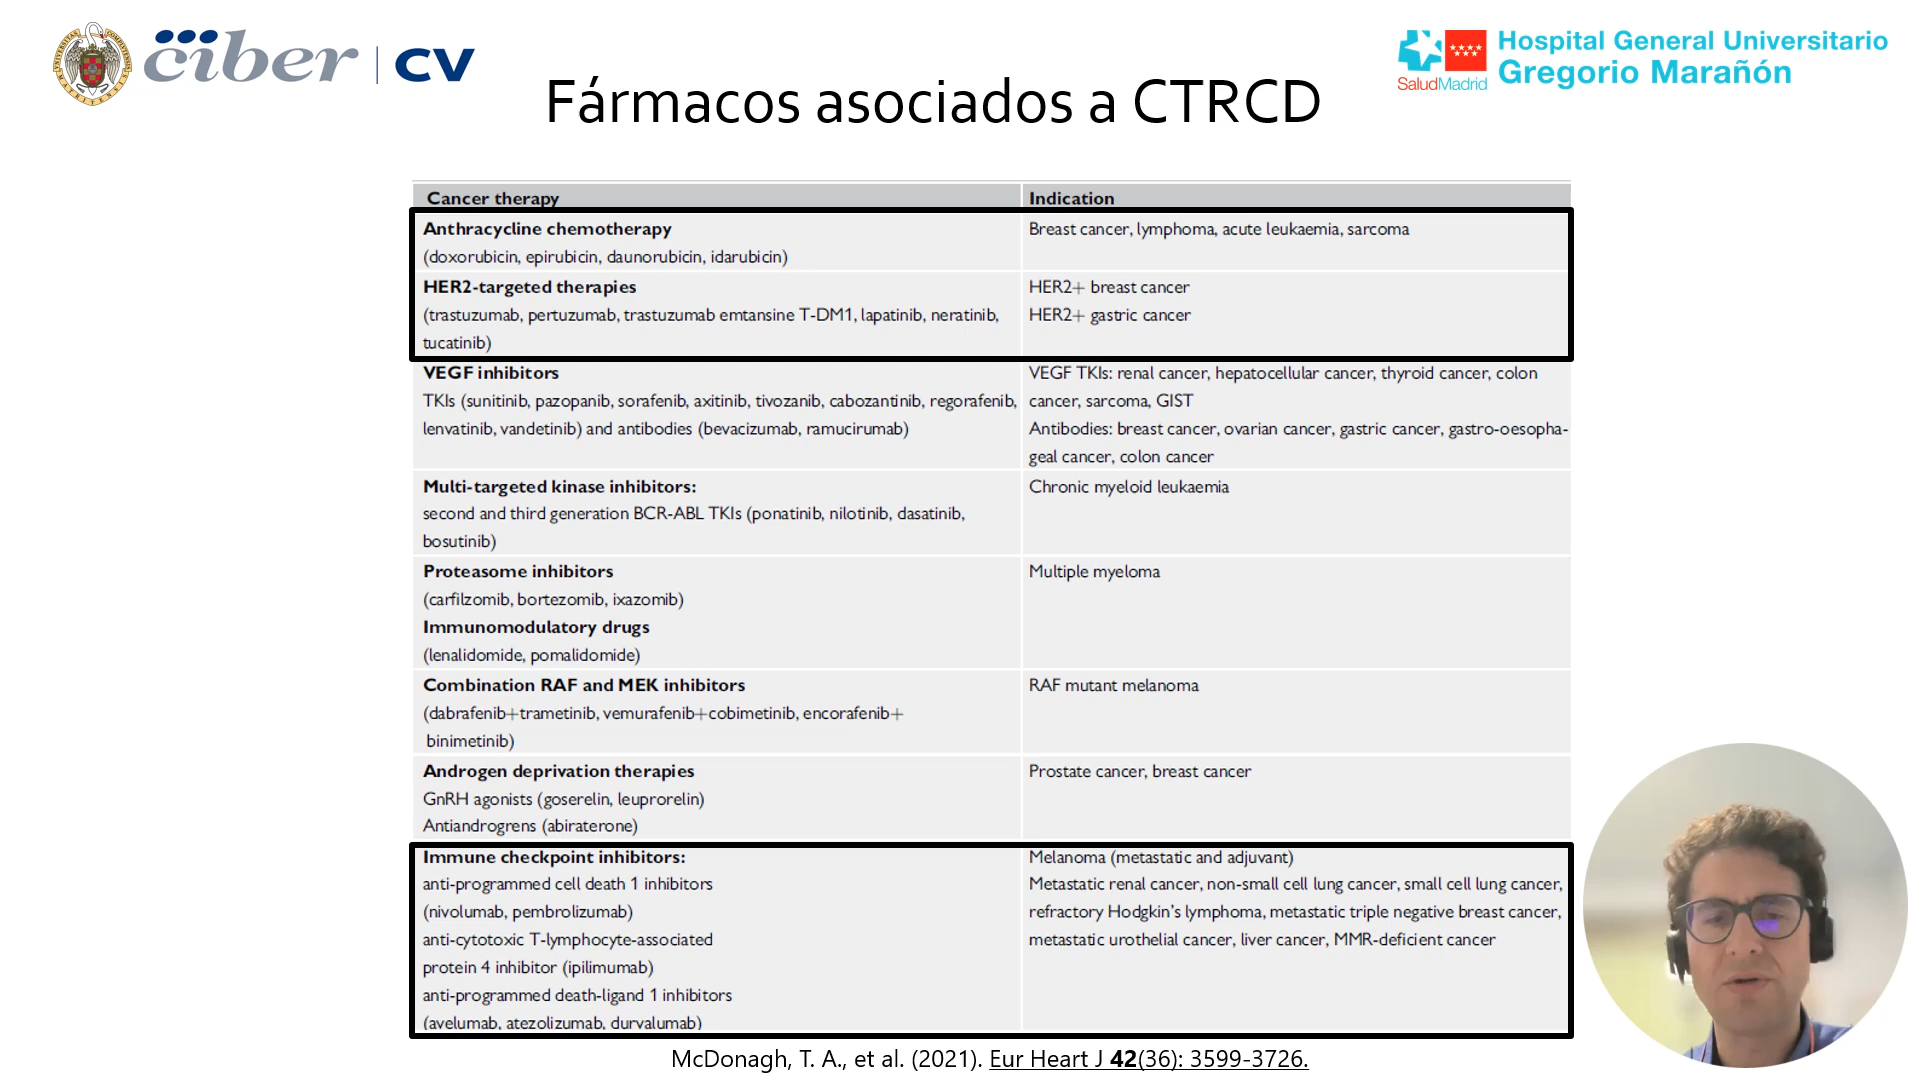 ciber | CV
SaludMadrid
Hospital General Universitario
Gregorio Marañón
Fármacos asociados a CTRCD
Cancer therapy
Indication
Anthracycline chemotherapy
(doxorubicin, epirubicin, daunorubicin, idarubicin)
Breast cancer, lymphoma, acute leukaemia, sarcoma
HER2-targeted therapies
(trastuzumab, pertuzumab, trastuzumab emtansine T-DM1, lapatinib, neratinib,
tucatinib)
HER2+ breast cancer
HER2+ gastric cancer
VEGF inhibitors
TKIs (sunitinib, pazopanib, sorafenib, axitinib, tivozanib, cabozantinib, regorafenib,
lenvatinib, vandetinib) and antibodies (bevacizumab, ramucirumab)
VEGF TKIs: renal cancer, hepatocellular cancer, thyroid cancer, colon
cancer, sarcoma, GIST
Antibodies: breast cancer, ovarian cancer, gastric cancer, gastro-oesopha-
geal cancer, colon cancer
Multi-targeted kinase inhibitors:
second and third generation BCR-ABL TKIs (ponatinib, nilotinib, dasatinib,
bosutinib)
Chronic myeloid leukaemia
Proteasome inhibitors
(carfilzomib, bortezomib, ixazomib)
Immunomodulatory drugs
(lenalidomide, pomalidomide)
Multiple myeloma
Combination RAF and MEK inhibitors
(dabrafenib+trametinib, vemurafenib+cobimetinib, encorafenib+
binimetinib)
RAF mutant melanoma
Androgen deprivation therapies
GnRH agonists (goserelin, leuprorelin)
Antiandrogrens (abiraterone)
Prostate cancer, breast cancer
Immune checkpoint inhibitors:
anti-programmed cell death 1 inhibitors
(nivolumab, pembrolizumab)
anti-cytotoxic T-lymphocyte-associated
protein 4 inhibitor (ipilimumab)
anti-programmed death-ligand 1 inhibitors
(avelumab, atezolizumab, durvalumab)
Melanoma (metastatic and adjuvant)
Metastatic renal cancer, non-small cell lung cancer, small cell lung cancer,
refractory Hodgkin's lymphoma, metastatic triple negative breast cancer,
metastatic urothelial cancer, liver cancer, MMR-deficient cancer
McDonagh, T. A., et al. (2021). Eur Heart J 42(36): 3599-3726.